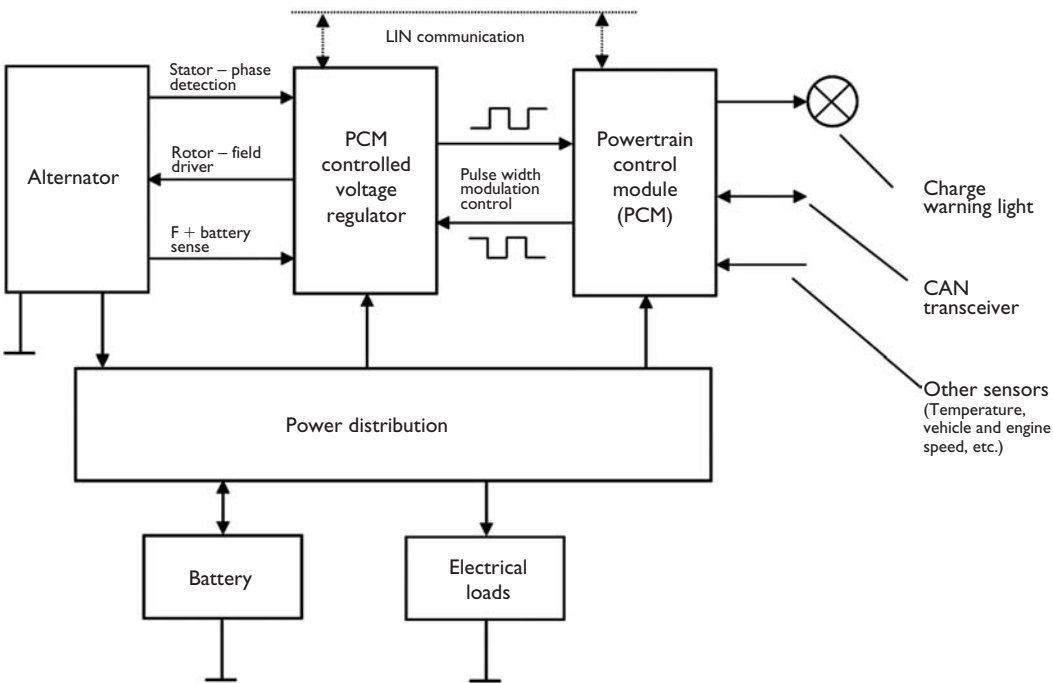 LIN communication
Stator – phase
detection
Alternator
Rotor – field
driver
F + battery
sense
PCM
controlled
voltage
regulator
Pulse width
modulation
control
Powertrain
control
module
(PCM)
Charge
warning light
CAN
transceiver
Other sensors
(Temperature,
vehicle and engine
speed, etc.)
Power distribution
Battery
Electrical
loads